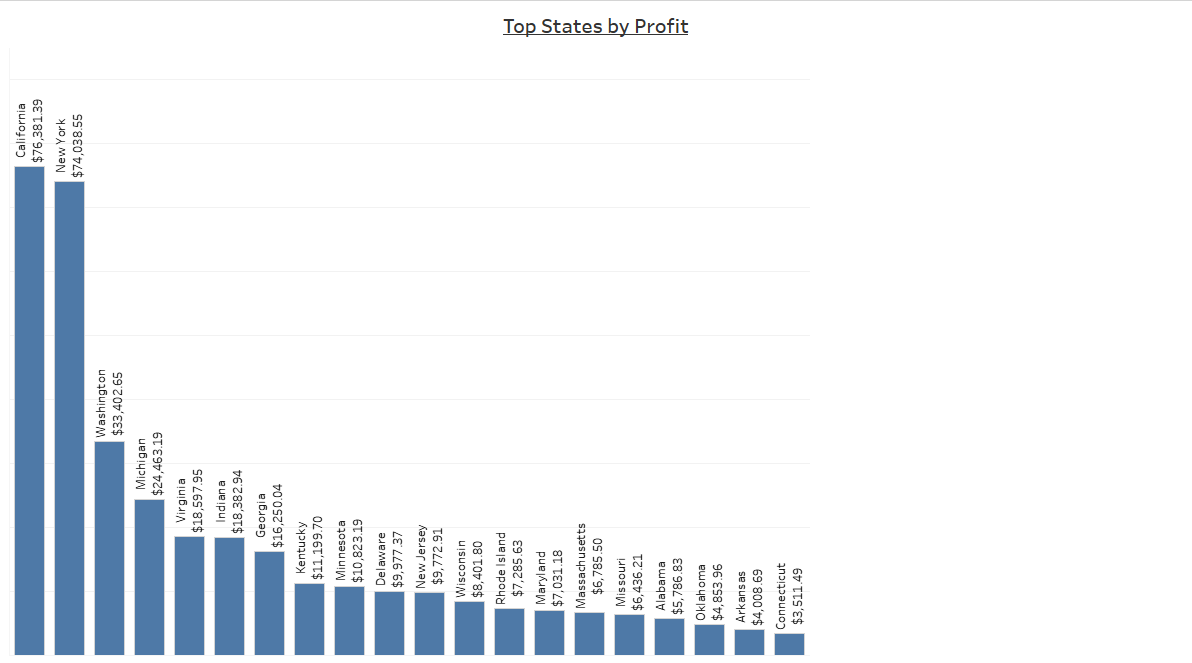 Top States by Profit
California
$76,381.39
New York
$74,038.55
Washington
$33,402.65
Michigan
$24,463.19
Virginia
$18,597.95
Indiana
$18,382.94
Georgia
$16,250.04
Kentucky
$11,199.70
Minnesota
$10,823.19
Delaware
$9,977.37
New Jersey
$9,772.91
Wisconsin
$8,401.80
Rhode Island
$7,285.63
Maryland
$7,031.18
Massachusetts
$6,785.50
Missouri
$6,436.21
Alabama
$5,786.83
Oklahoma
$4,853.96
Arkansas
$4,008.69
Connecticut
$3,511.49